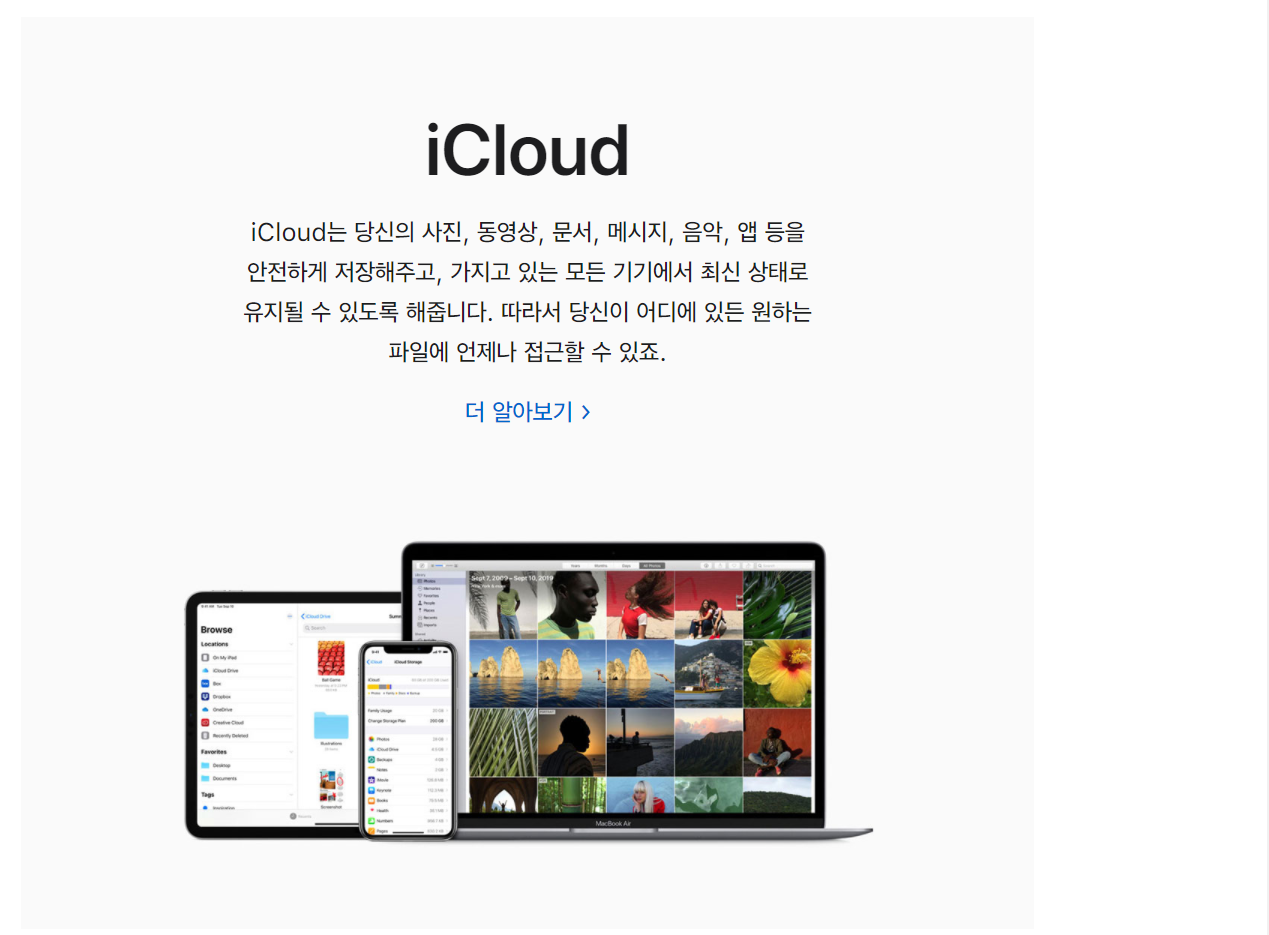 iCloud
iCloud는 당신의 사진, 동영상, 문서, 메시지, 음악, 앱 등을
안전하게 저장해주고, 가지고 있는 모든 기기에서 최신 상태로
유지될 수 있도록 해줍니다. 따라서 당신이 어디에 있든 원하는
파일에 언제나 접근할 수 있죠.
더 알아보기 >
Sept 7, 2009 – Sept 10, 2019
Years Months Days All Photos
Photos
Memories
Favorites
People
Places
Recents
Imports
MacBook Air
iCloud Drive
Search
Browse
Locations
On My iPad
iCloud Drive
Box
Dropbox
OneDrive
Creative Cloud
Recently Deleted
Favorites
Desktop
Documents
Tags
Ball Game
Illustrations
Screenshot
iCloud
iCloud Storage
iCloud
Family Usage
Change Storage Plan
200 GB
Photos
iCloud Drive
Backups
Notes
iMovie
Keynote
Books
Health
Numbers
Pages